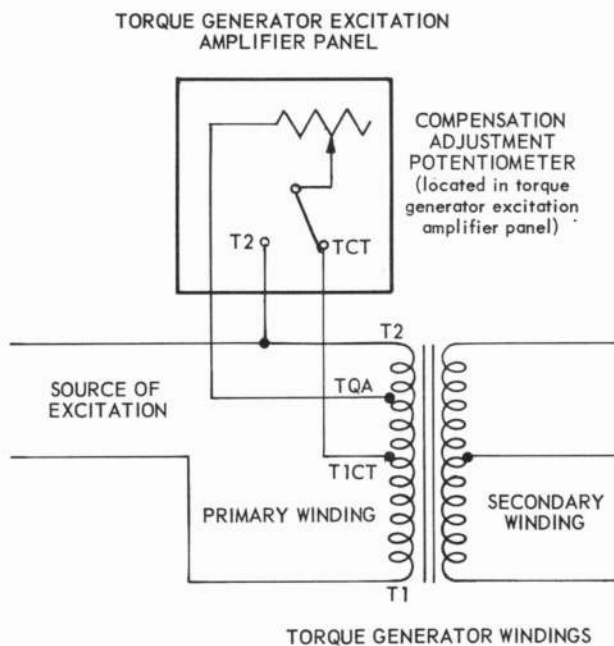 TORQUE GENERATOR EXCITATION
AMPLIFIER PANEL
COMPENSATION
ADJUSTMENT
POTENTIOMETER
(located in torque
generator excitation
amplifier panel)
T2
TCT
T2
SOURCE OF
EXCITATION
TQA
T1CT
PRIMARY WINDING
SECONDARY
WINDING
T1
TORQUE GENERATOR WINDINGS